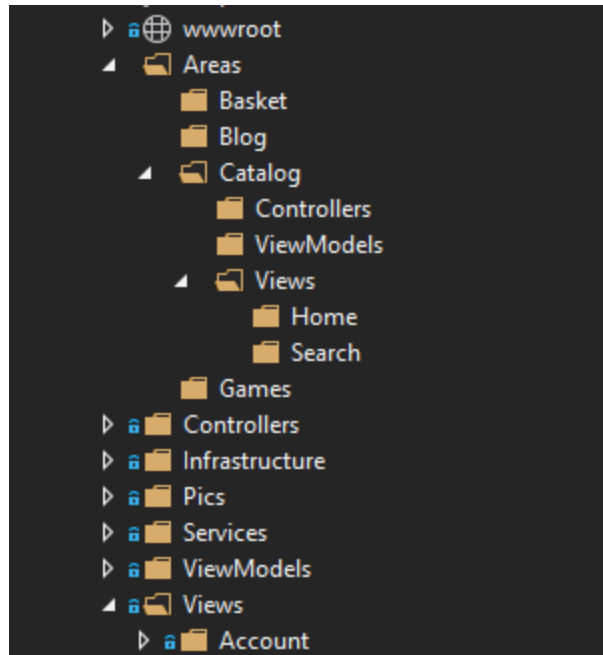 wwwroot
Areas
Basket
Blog
Catalog
Controllers
ViewModels
Views
Home
Search
Games
Controllers
Infrastructure
Pics
Services
ViewModels
Views
Account